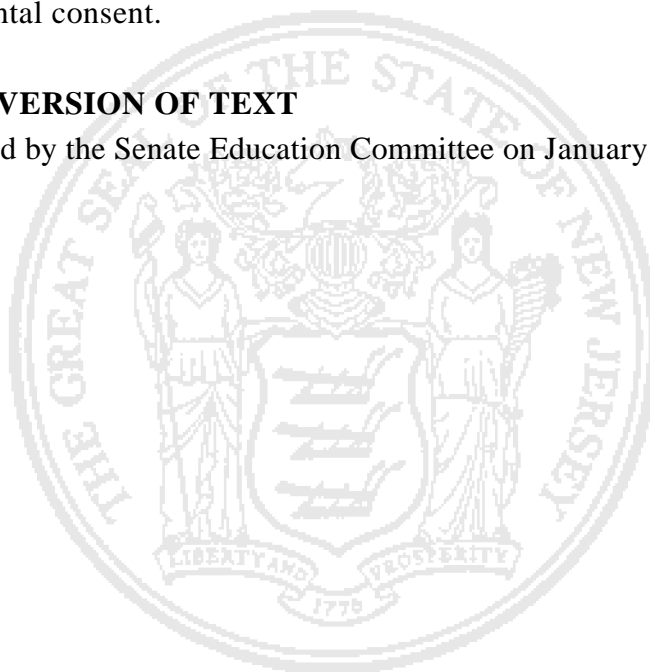 ntal consent.
VERSION OF TEXT
d by the Senate Education Committee on January
THE GREAT SEAL OF THE STATE OF NEW JERSEY
LIBERTY AND PROSPERITY
1776